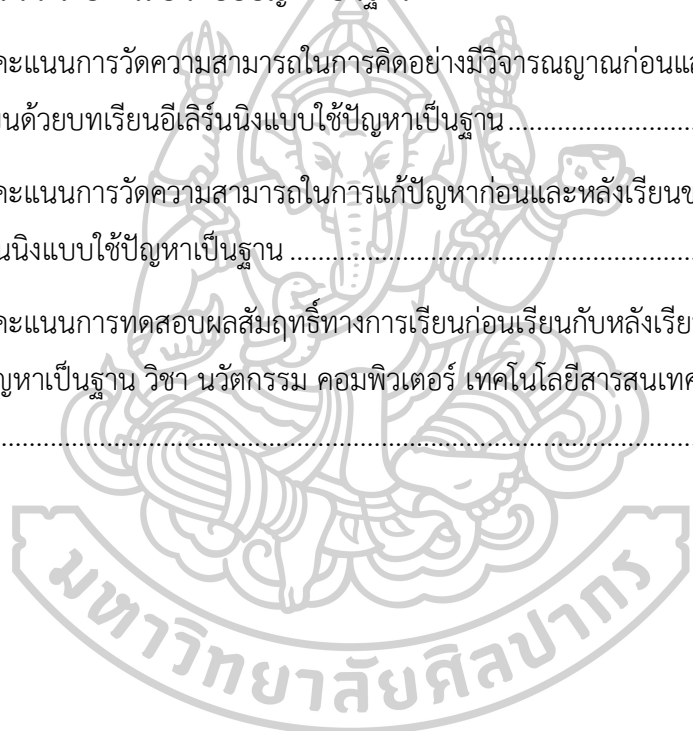 คะแนนการวัดความสามารถในการคิดอย่างมีวิจารณญาณก่อนแล
ด้วยบทเรียนอีเลิร์นนิงแบบใช้ปัญหาเป็นฐาน
คะแนนการวัดความสามารถในการแก้ปัญหาก่อนและหลังเรียนข
นนิงแบบใช้ปัญหาเป็นฐาน
คะแนนการทดสอบผลสัมฤทธิ์ทางการเรียนก่อนเรียนกับหลังเรีย
ญหาเป็นฐาน วิชา นวัตกรรม คอมพิวเตอร์ เทคโนโลยีสารสนเทศ
มหาวิทยาลัยศิลปากร